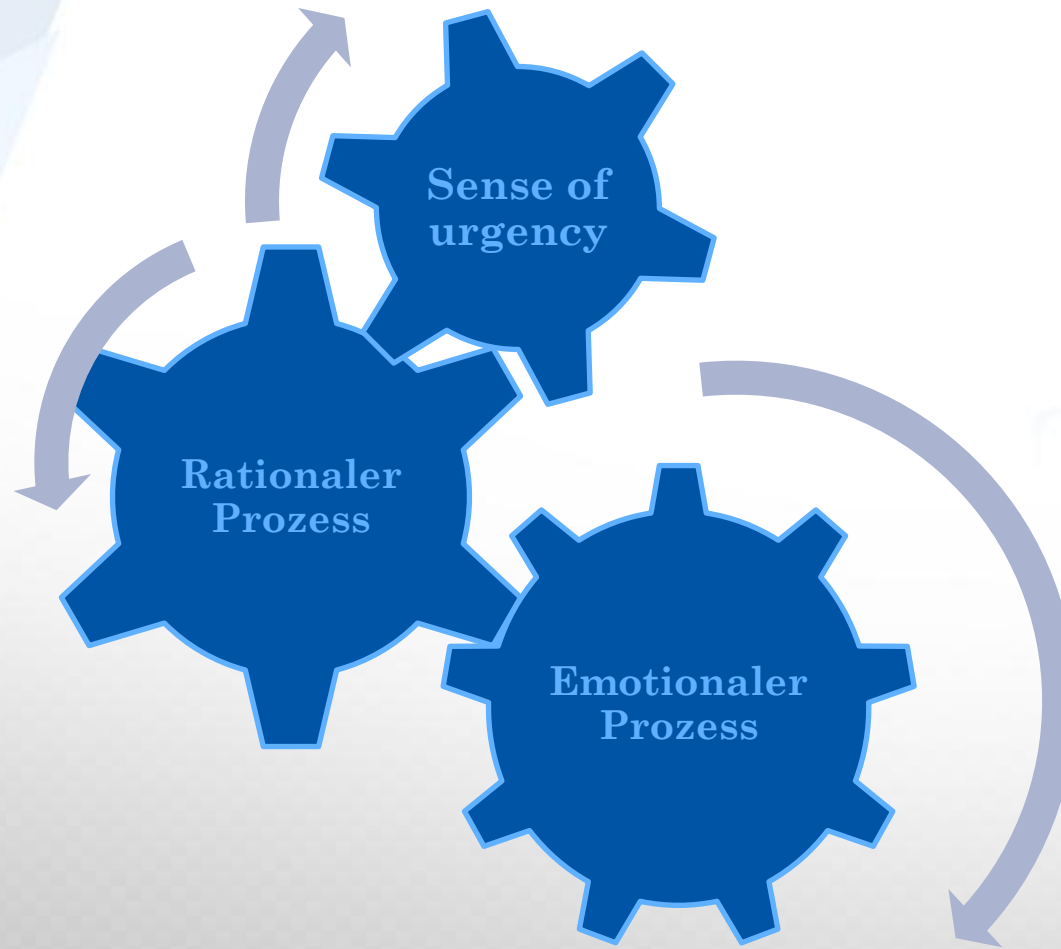 Sense of
urgency
Rationaler
Prozess
Emotionaler
Prozess